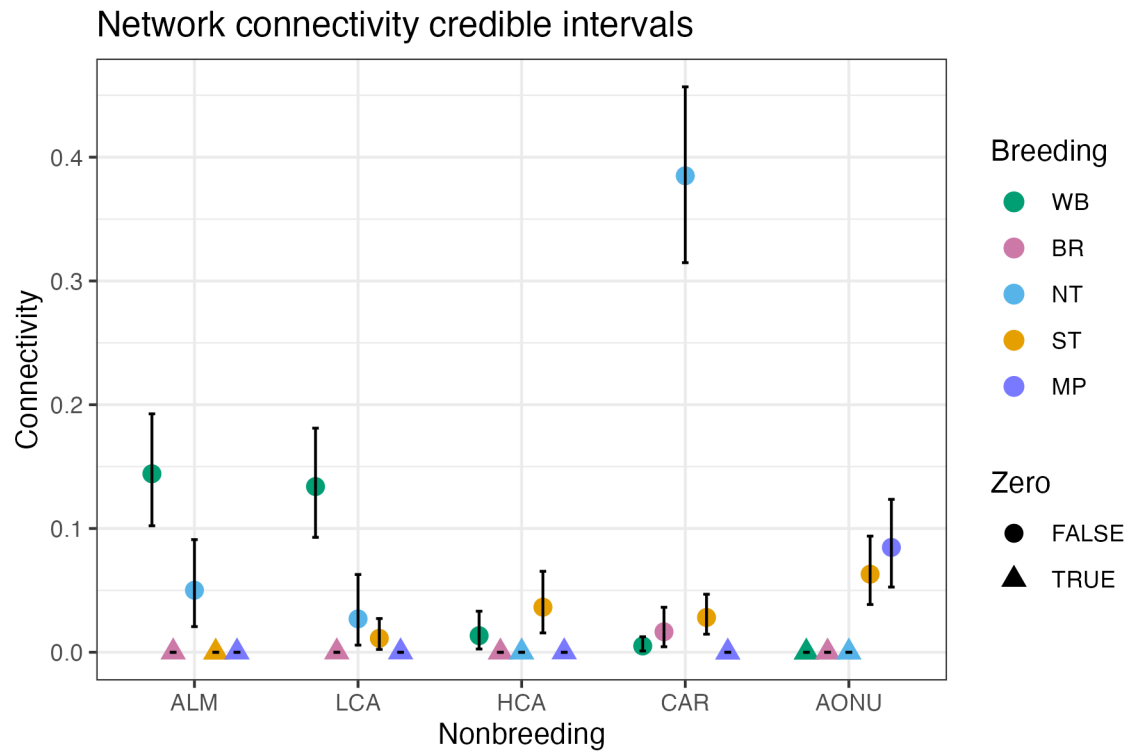 Network connectivity credible intervals
Connectivity
0.4
0.3
0.2
0.1
0.0
ALM LCA HCA CAR AONU
Nonbreeding
Breeding
WB
BR
NT
ST
MP
Zero
FALSE
TRUE